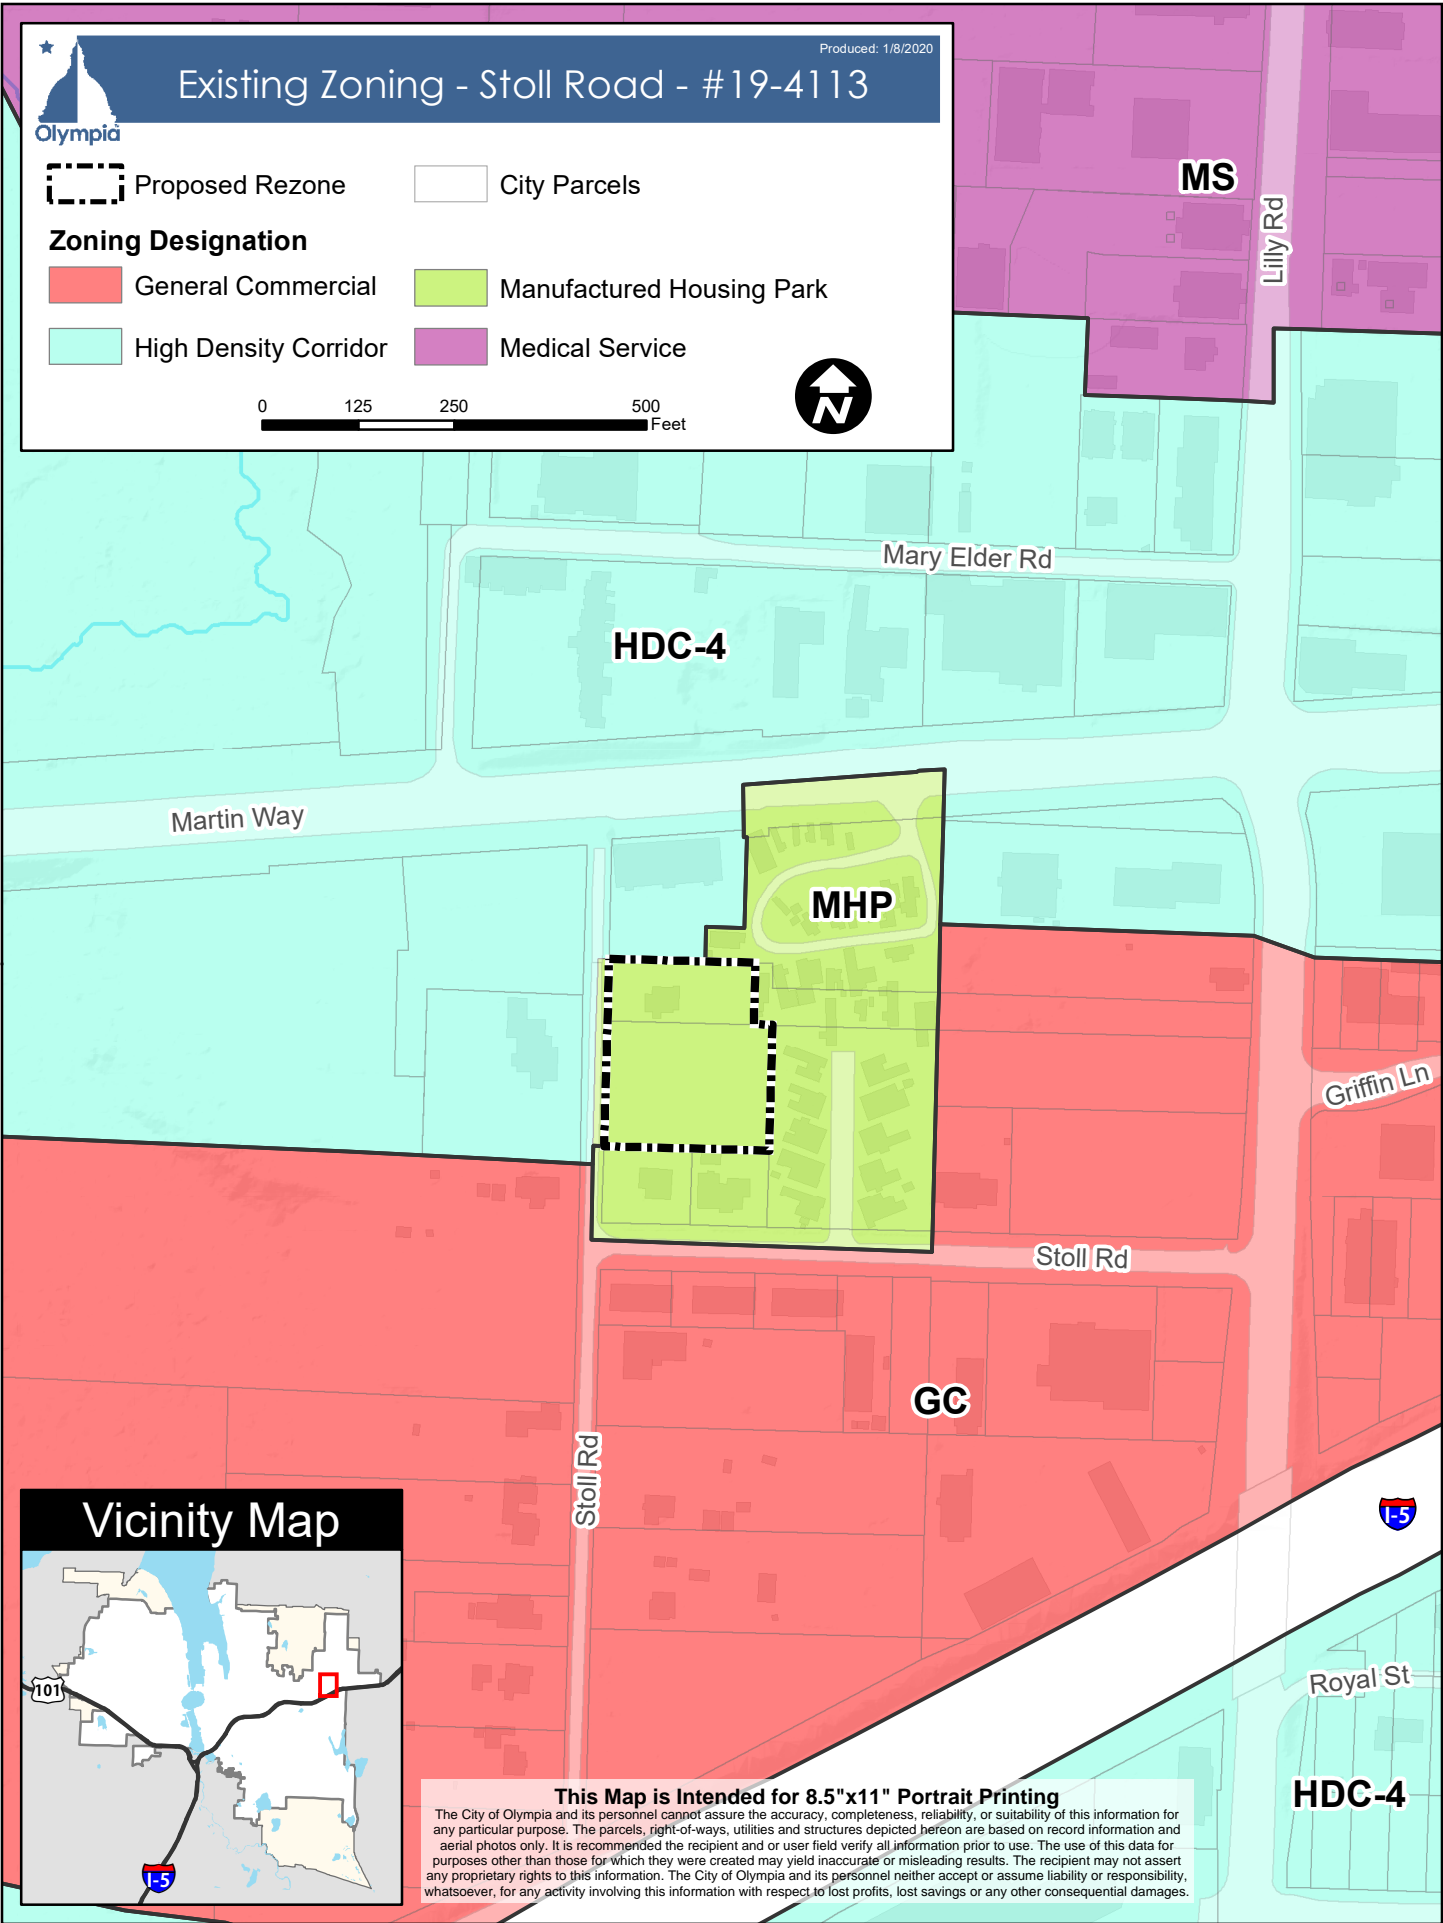 Produced: 1/8/2020
Existing Zoning - Stoll Road - #19-4113
Olympia
Proposed Rezone
City Parcels
Zoning Designation
General Commercial
Manufactured Housing Park
High Density Corridor
Medical Service
0 125 250 500
Feet
N
MS
Lilly Rd
Mary Elder Rd
HDC-4
Martin Way
MHP
Griffin Ln
Stoll Rd
GC
Stoll Rd
I-5
Vicinity Map
101
I-5
Royal St
HDC-4
This Map is Intended for 8.5"x11" Portrait Printing
The City of Olympia and its personnel cannot assure the accuracy, completeness, reliability, or suitability of this information for
any particular purpose. The parcels, right-of-ways, utilities and structures depicted hereon are based on record information and
aerial photos only. It is recommended the recipient and or user field verify all information prior to use. The use of this data for
purposes other than those for which they were created may yield inaccurate or misleading results. The recipient may not assert
any proprietary rights to this information. The City of Olympia and its personnel neither accept or assume liability or responsibility,
whatsoever, for any activity involving this information with respect to lost profits, lost savings or any other consequential damages.